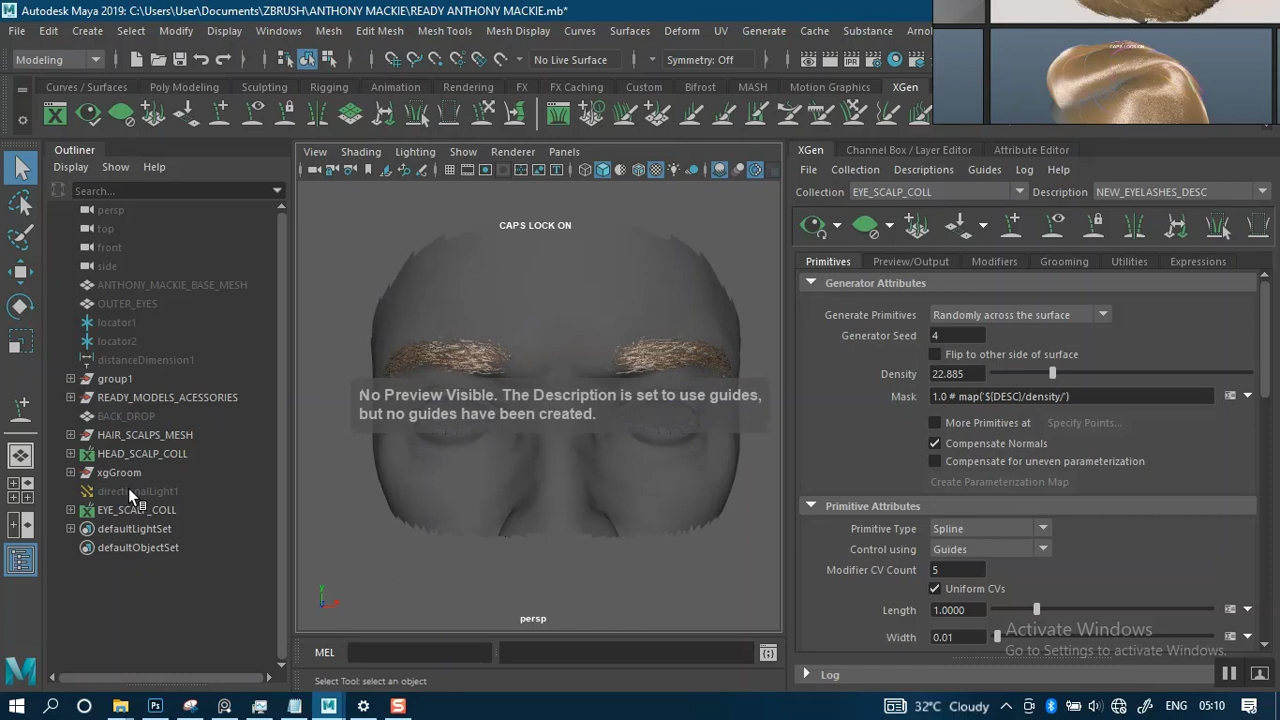 Autodesk Maya 2019: C:\Users\User\Documents\ZBRUSH\ANTHONY MACKIE\READY ANTHONY MACKIE.mb*
File Edit Create Select Modify Display Windows Mesh Edit Mesh Mesh Tools Mesh Display Curves Surfaces Deform UV Generate Cache Substance Arnol
Modeling No Live Surface Symmetry: Off
Curves / Surfaces Poly Modeling Sculpting Rigging Animation Rendering FX FX Caching Custom Bifrost MASH Motion Graphics XGen
CAPS LOCK ON
Outliner
Display Show Help
Search...
persp
top
front
side
ANTHONY_MACKIE_BASE_MESH
OUTER_EYES
locator1
locator2
distanceDimension1
group1
READY_MODELS_ACESSORIES
BACK_DROP
HAIR_SCALPS_MESH
HEAD_SCALP_COLL
xgGroom
directionalLight1
EYE_SCALP_COLL
defaultLightSet
defaultObjectSet
View Shading Lighting Show Renderer Panels
CAPS LOCK ON
No Preview Visible. The Description is set to use guides,
but no guides have been created.
persp
MEL
Select Tool: select an object
XGen Channel Box / Layer Editor Attribute Editor
File Collection Descriptions Guides Log Help
Collection EYE_SCALP_COLL Description NEW_EYELASHES_DESC
Primitives Preview/Output Modifiers Grooming Utilities Expressions
Generator Attributes
Generate Primitives Randomly across the surface
Generator Seed 4
Flip to other side of surface
Density 22.885
Mask 1.0 # map('${DESC}/density/')
More Primitives at Specify Points...
Compensate Normals
Compensate for uneven parameterization
Create Parameterization Map
Primitive Attributes
Primitive Type Spline
Control using Guides
Modifier CV Count 5
Uniform CVs
Length 1.0000
Width 0.01
Activate Windows
Go to Settings to activate Windows.
Log
32°C Cloudy ENG 05:10